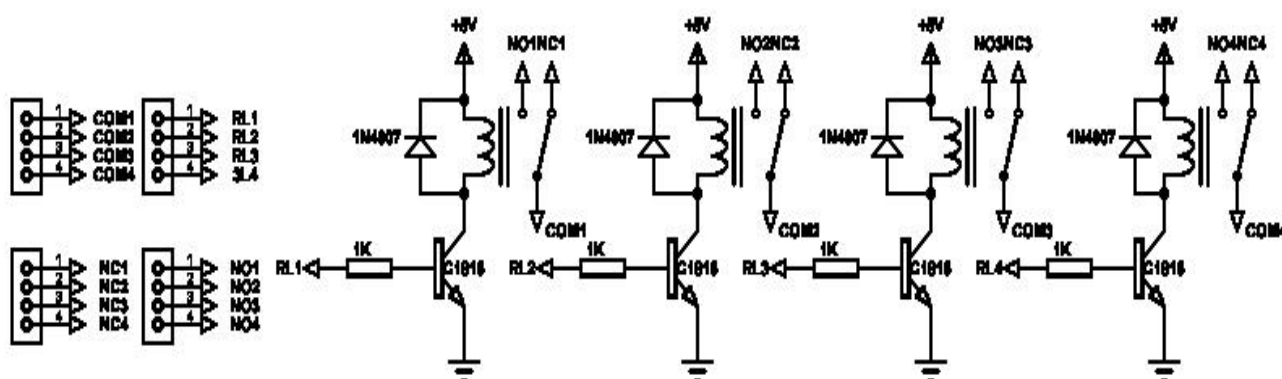 +5V +5V +5V +5V
NO1NC1 NO2NC2 NO3NC3 NO4NC4
1 COM1
2 COM2
3 COM3
4 COM4
1 RL1
2 RL2
3 RL3
4 3L4
1N4007 1N4007 1N4007 1N4007
COM1 COM2 COM3 COM4
1 NC1
2 NC2
3 NC3
4 NC4
1 NO1
2 NO2
3 NO3
4 NO4
RL1 1K C1815
RL2 1K C1815
RL3 1K C1815
RL4 1K C1815